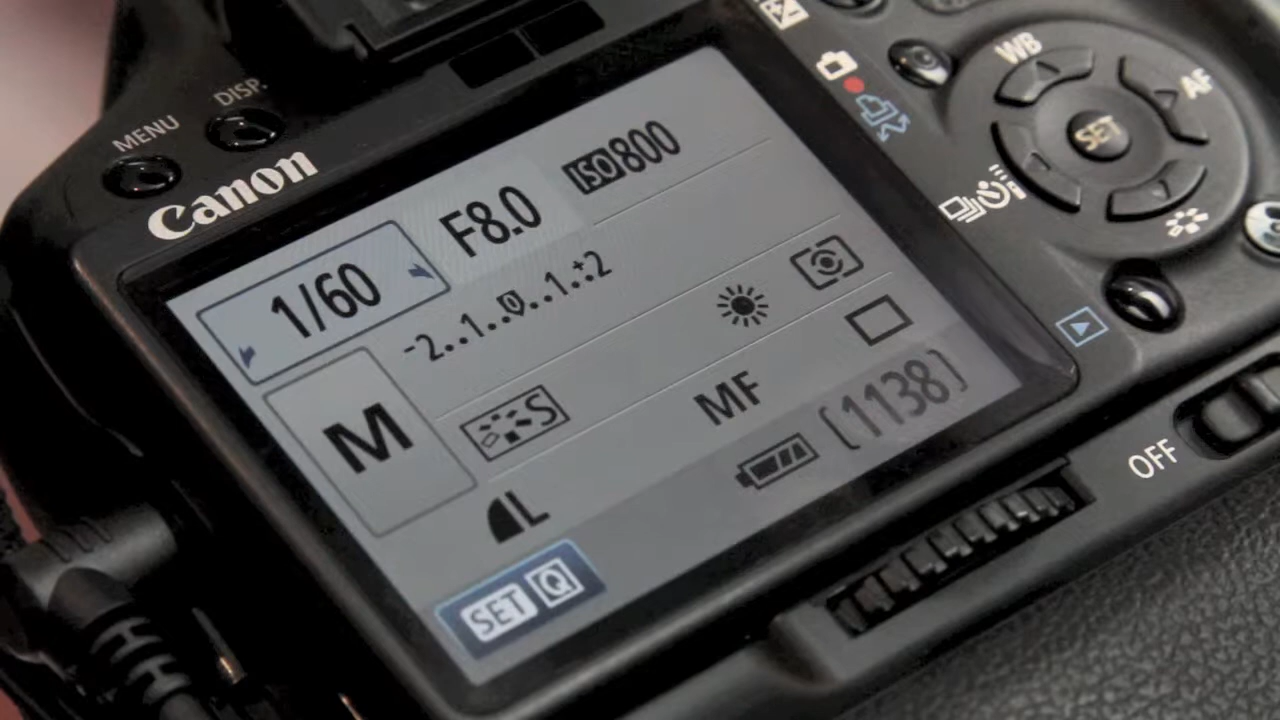 MENU
DISP.
Canon
WB
AF
SET
1/60 F8.0 ISO800
-2..1..0..1.+2
M
S
MF
L
[1138]
SET Q
OFF